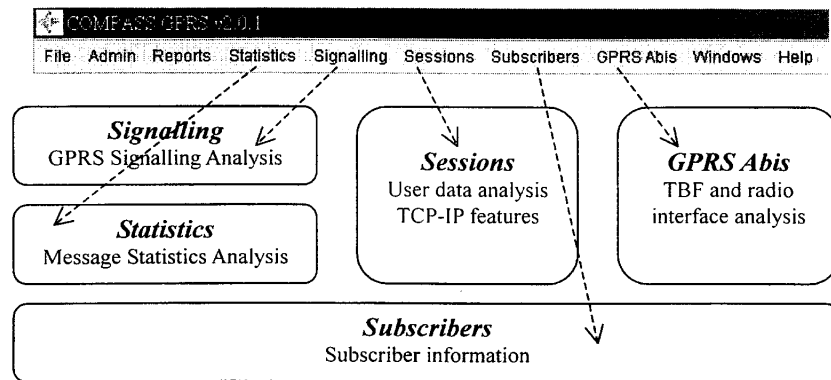 COMPASS GPRS v2.0.1
File Admin Reports Statistics Signalling Sessions Subscribers GPRS Abis Windows Help
Signalling
GPRS Signalling Analysis
Statistics
Message Statistics Analysis
Sessions
User data analysis
TCP-IP features
GPRS Abis
TBF and radio
interface analysis
Subscribers
Subscriber information